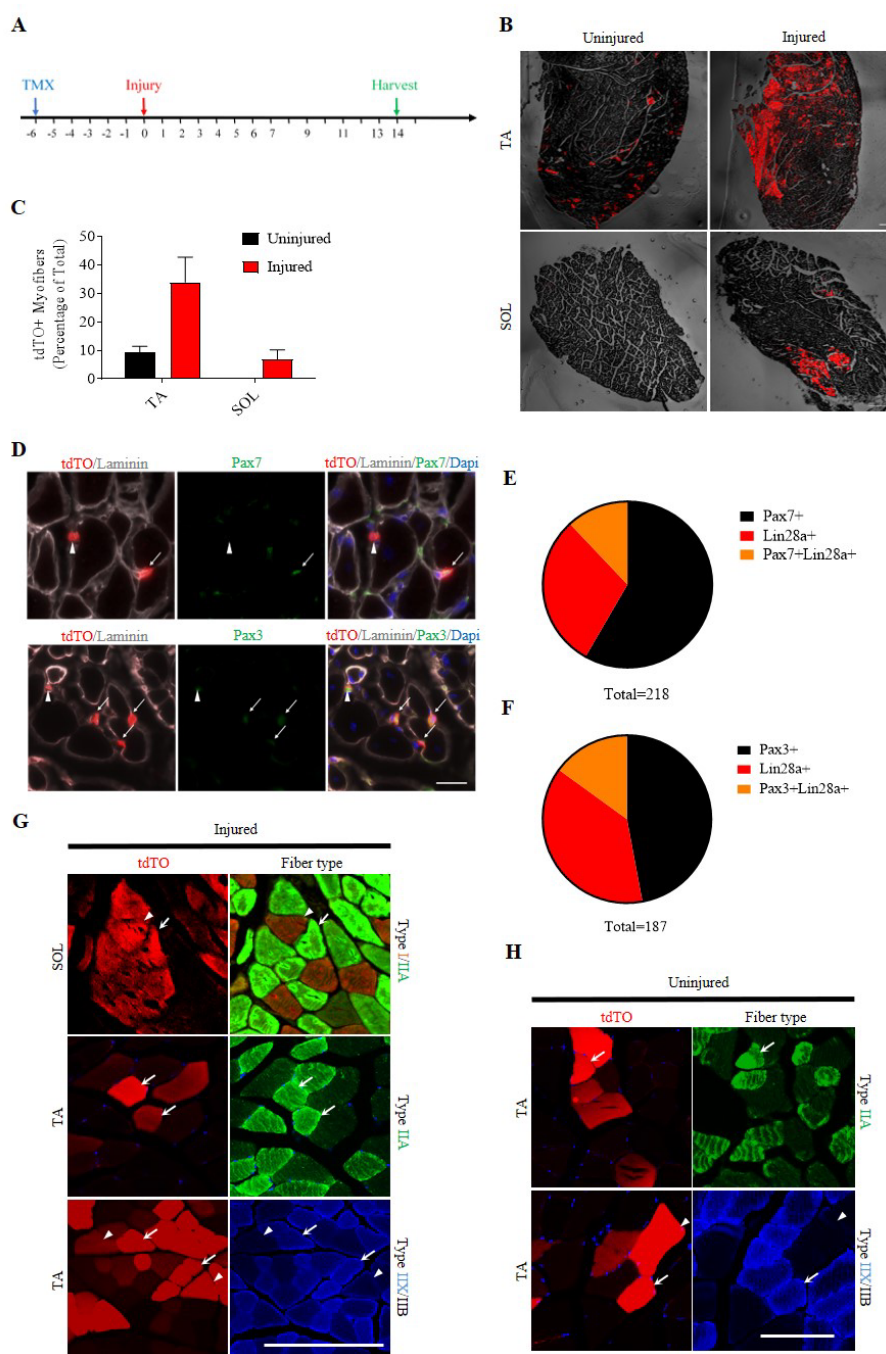 A
TMX
Injury
Harvest
-6 -5 -4 -3 -2 -1 0 1 2 3 4 5 6 7 9 11 13 14
B
Uninjured
Injured
TA
SOL
C
tdTO+ Myofibers
(Percentage of Total)
50
40
30
20
10
0
Uninjured
Injured
TA
SOL
D
tdTO/Laminin
Pax7
tdTO/Laminin/Pax7/Dapi
tdTO/Laminin
Pax3
tdTO/Laminin/Pax3/Dapi
E
Pax7+
Lin28a+
Pax7+Lin28a+
Total=218
F
Pax3+
Lin28a+
Pax3+Lin28a+
Total=187
G
Injured
tdTO
Fiber type
SOL
Type I/IIA
TA
Type IIA
TA
Type IIX/IIB
H
Uninjured
tdTO
Fiber type
TA
Type IIA
TA
Type IIX/IIB